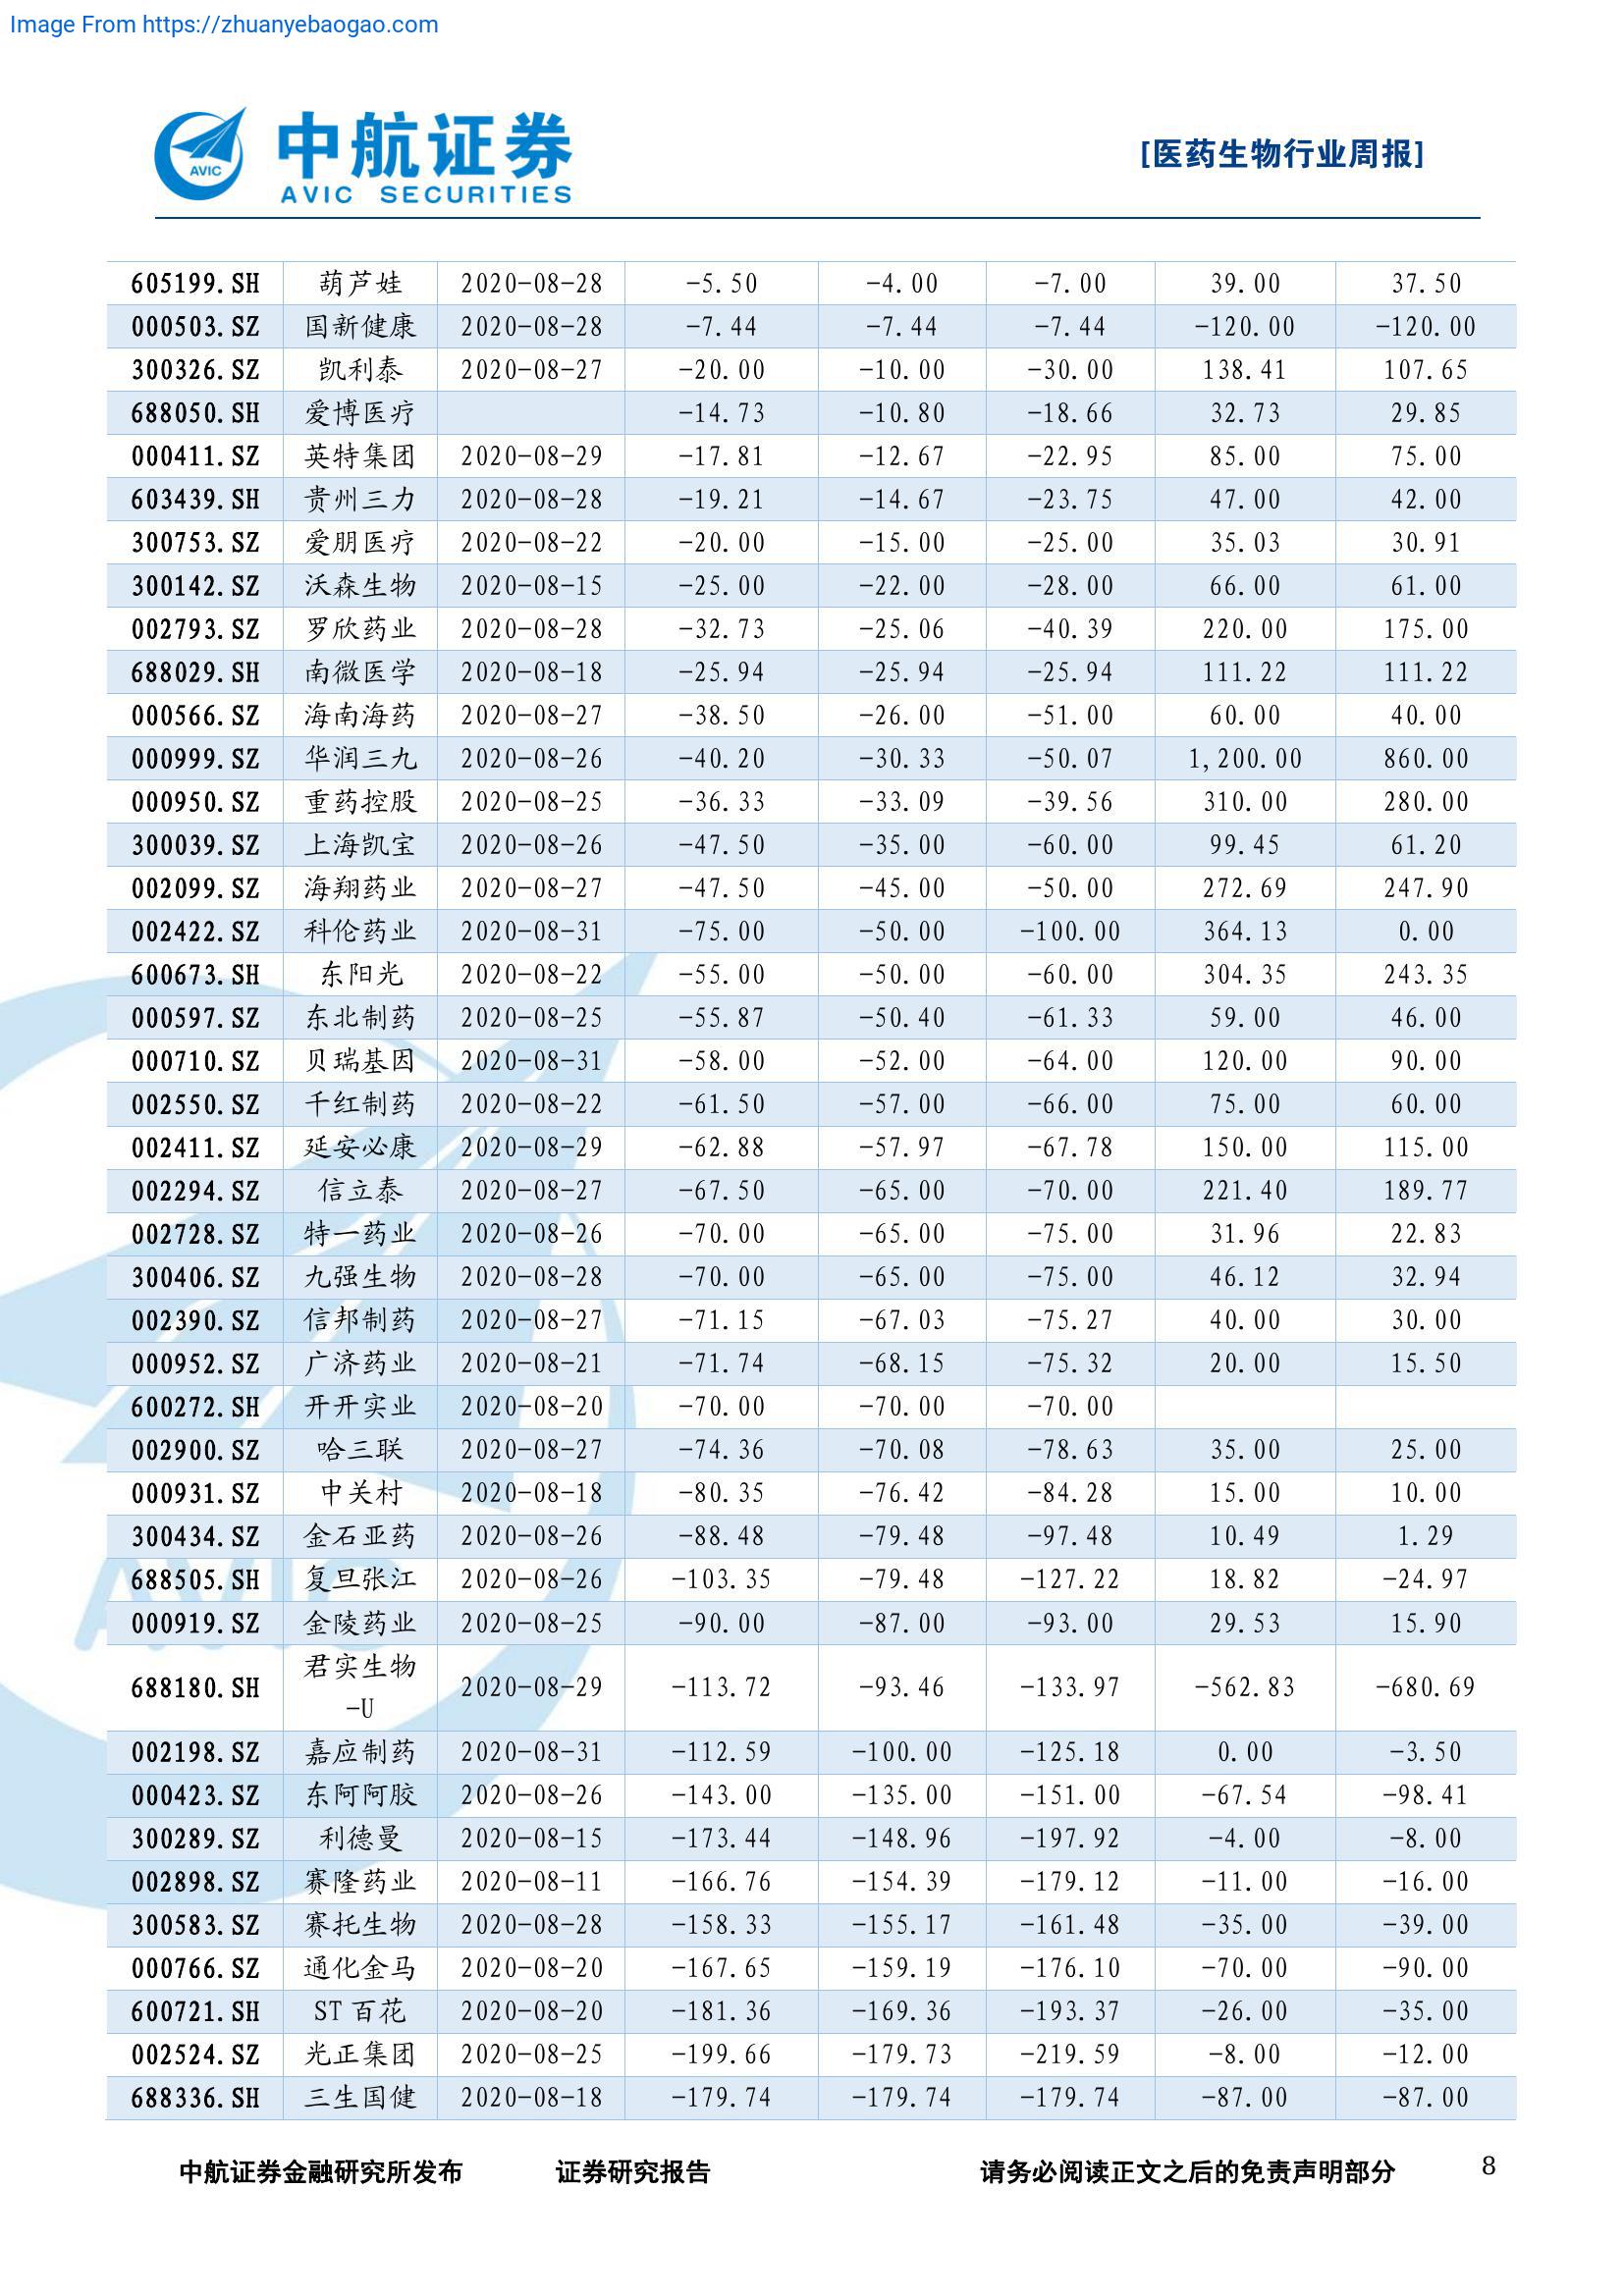 Image From https://zhuanyebaogao.com
中航证券
AVIC
AVIC SECURITIES
[医药生物行业周报]
605199.SH 葫芦娃 2020-08-28 -5.50 -4.00 -7.00 39.00 37.50
000503.SZ 国新健康 2020-08-28 -7.44 -7.44 -7.44 -120.00 -120.00
300326.SZ 凯利泰 2020-08-27 -20.00 -10.00 -30.00 138.41 107.65
688050.SH 爱博医疗 -14.73 -10.80 -18.66 32.73 29.85
000411.SZ 英特集团 2020-08-29 -17.81 -12.67 -22.95 85.00 75.00
603439.SH 贵州三力 2020-08-28 -19.21 -14.67 -23.75 47.00 42.00
300753.SZ 爱朋医疗 2020-08-22 -20.00 -15.00 -25.00 35.03 30.91
300142.SZ 沃森生物 2020-08-15 -25.00 -22.00 -28.00 66.00 61.00
002793.SZ 罗欣药业 2020-08-28 -32.73 -25.06 -40.39 220.00 175.00
688029.SH 南微医学 2020-08-18 -25.94 -25.94 -25.94 111.22 111.22
000566.SZ 海南海药 2020-08-27 -38.50 -26.00 -51.00 60.00 40.00
000999.SZ 华润三九 2020-08-26 -40.20 -30.33 -50.07 1,200.00 860.00
000950.SZ 重药控股 2020-08-25 -36.33 -33.09 -39.56 310.00 280.00
300039.SZ 上海凯宝 2020-08-26 -47.50 -35.00 -60.00 99.45 61.20
002099.SZ 海翔药业 2020-08-27 -47.50 -45.00 -50.00 272.69 247.90
002422.SZ 科伦药业 2020-08-31 -75.00 -50.00 -100.00 364.13 0.00
600673.SH 东阳光 2020-08-22 -55.00 -50.00 -60.00 304.35 243.35
000597.SZ 东北制药 2020-08-25 -55.87 -50.40 -61.33 59.00 46.00
000710.SZ 贝瑞基因 2020-08-31 -58.00 -52.00 -64.00 120.00 90.00
002550.SZ 千红制药 2020-08-22 -61.50 -57.00 -66.00 75.00 60.00
002411.SZ 延安必康 2020-08-29 -62.88 -57.97 -67.78 150.00 115.00
002294.SZ 信立泰 2020-08-27 -67.50 -65.00 -70.00 221.40 189.77
002728.SZ 特一药业 2020-08-26 -70.00 -65.00 -75.00 31.96 22.83
300406.SZ 九强生物 2020-08-28 -70.00 -65.00 -75.00 46.12 32.94
002390.SZ 信邦制药 2020-08-27 -71.15 -67.03 -75.27 40.00 30.00
000952.SZ 广济药业 2020-08-21 -71.74 -68.15 -75.32 20.00 15.50
600272.SH 开开实业 2020-08-20 -70.00 -70.00 -70.00
002900.SZ 哈三联 2020-08-27 -74.36 -70.08 -78.63 35.00 25.00
000931.SZ 中关村 2020-08-18 -80.35 -76.42 -84.28 15.00 10.00
300434.SZ 金石亚药 2020-08-26 -88.48 -79.48 -97.48 10.49 1.29
688505.SH 复旦张江 2020-08-26 -103.35 -79.48 -127.22 18.82 -24.97
000919.SZ 金陵药业 2020-08-25 -90.00 -87.00 -93.00 29.53 15.90
688180.SH 君实生物-U 2020-08-29 -113.72 -93.46 -133.97 -562.83 -680.69
002198.SZ 嘉应制药 2020-08-31 -112.59 -100.00 -125.18 0.00 -3.50
000423.SZ 东阿阿胶 2020-08-26 -143.00 -135.00 -151.00 -67.54 -98.41
300289.SZ 利德曼 2020-08-15 -173.44 -148.96 -197.92 -4.00 -8.00
002898.SZ 赛隆药业 2020-08-11 -166.76 -154.39 -179.12 -11.00 -16.00
300583.SZ 赛托生物 2020-08-28 -158.33 -155.17 -161.48 -35.00 -39.00
000766.SZ 通化金马 2020-08-20 -167.65 -159.19 -176.10 -70.00 -90.00
600721.SH ST百花 2020-08-20 -181.36 -169.36 -193.37 -26.00 -35.00
002524.SZ 光正集团 2020-08-25 -199.66 -179.73 -219.59 -8.00 -12.00
688336.SH 三生国健 2020-08-18 -179.74 -179.74 -179.74 -87.00 -87.00
AVIC
中航证券金融研究所发布 证券研究报告 请务必阅读正文之后的免责声明部分 8